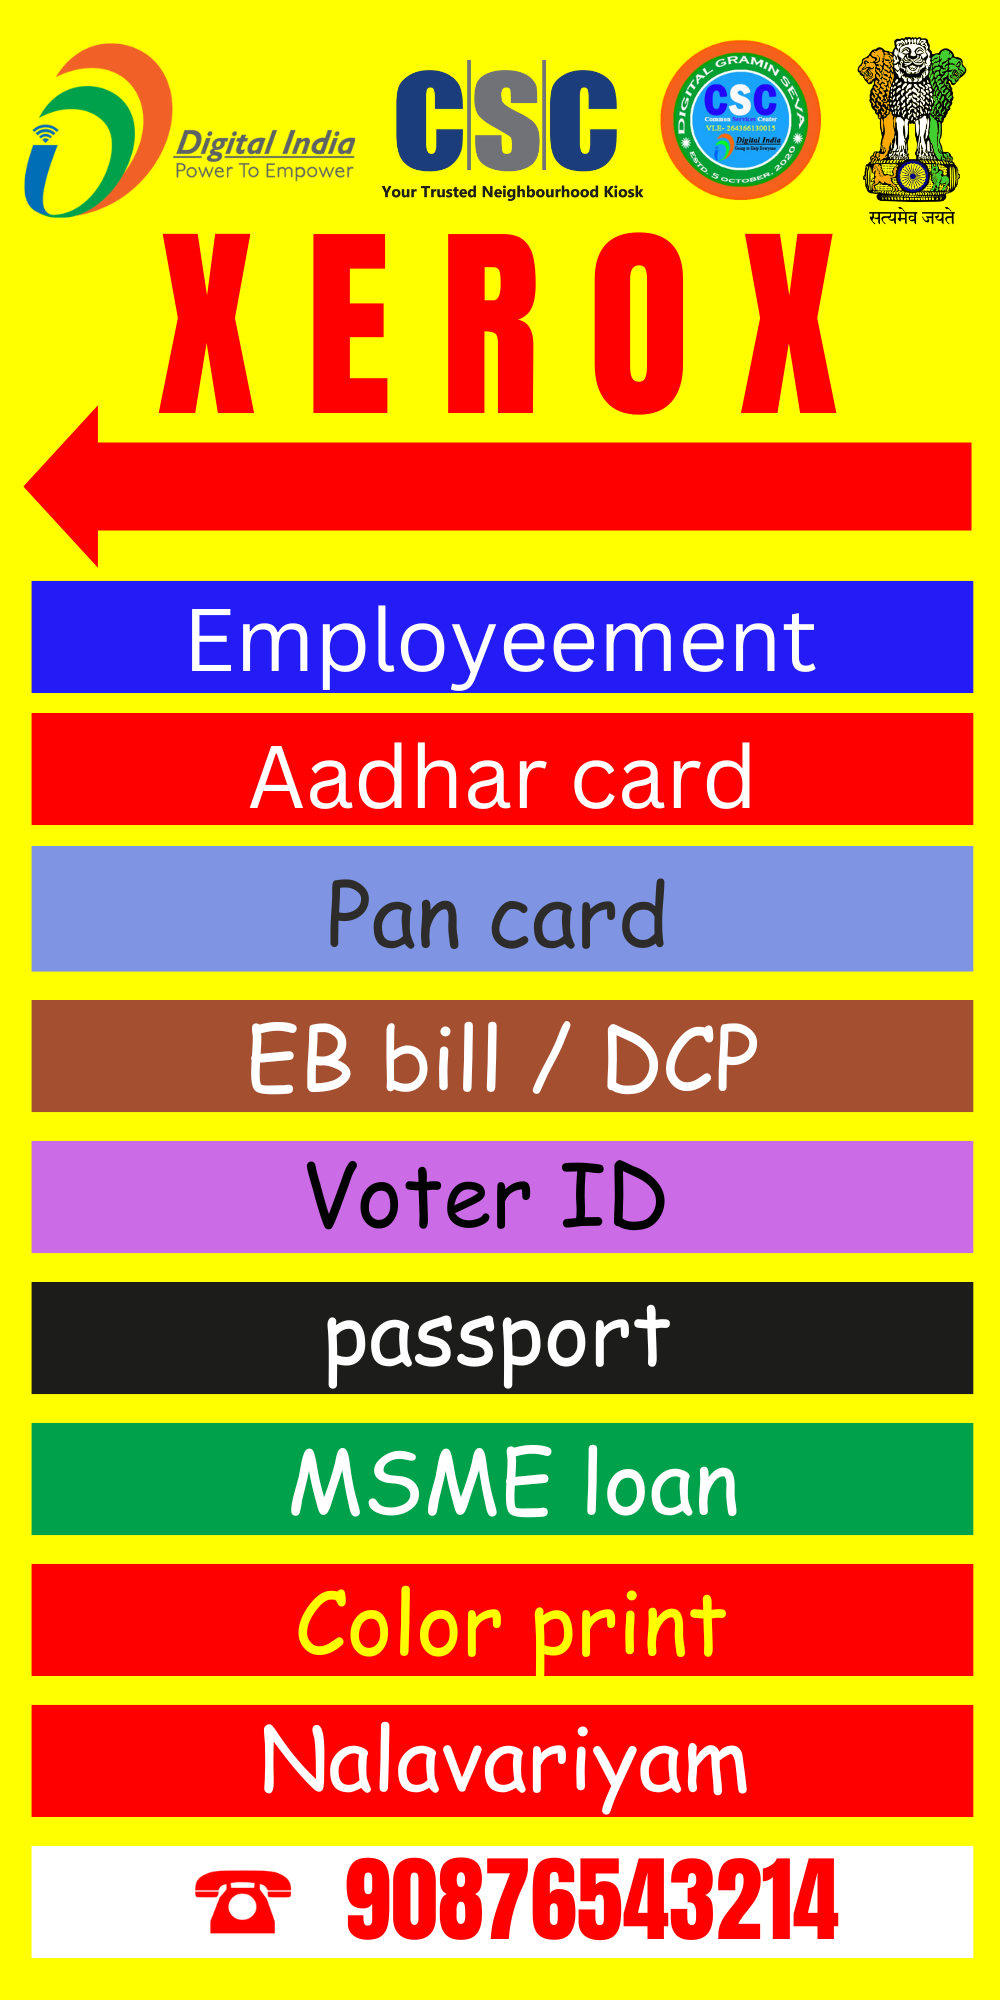 Digital India
Power To Empower
CSC
Your Trusted Neighbourhood Kiosk
DIGITAL GRAMIN SEVA
CSC
Common Services Center
VLE- 264366130015
Digital India
ESTD. 5 OCTOBER, 2020
सत्यमेव जयते
XEROX
Employeement
Aadhar card
Pan card
EB bill / DCP
Voter ID
passport
MSME loan
Color print
Nalavariyam
90876543214